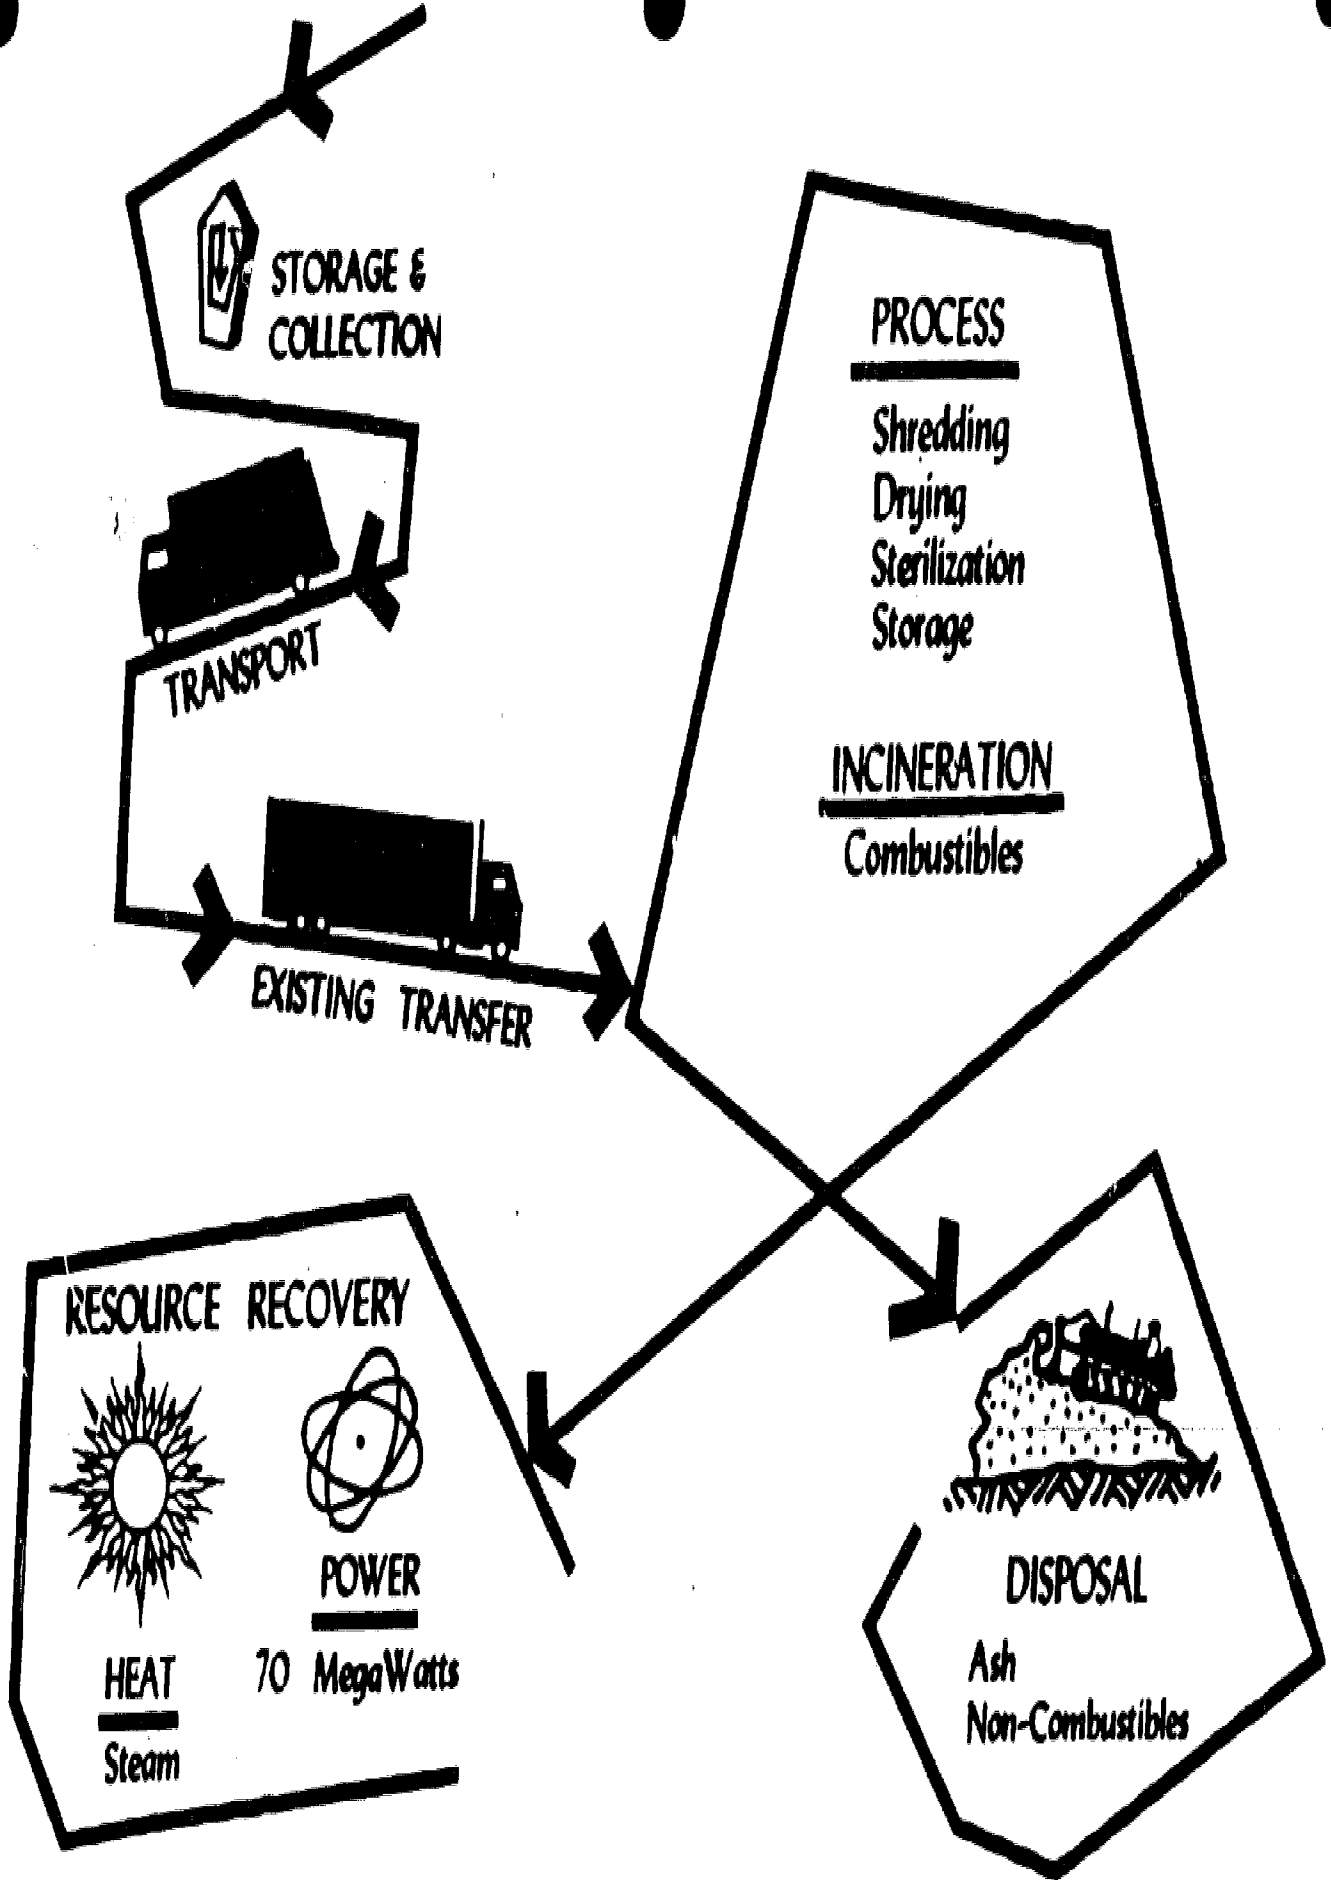 STORAGE &
COLLECTION
TRANSPORT
EXISTING TRANSFER
PROCESS
Shredding
Drying
Sterilization
Storage
INCINERATION
Combustibles
RESOURCE RECOVERY
POWER
70 MegaWatts
HEAT
Steam
DISPOSAL
Ash
Non-Combustibles